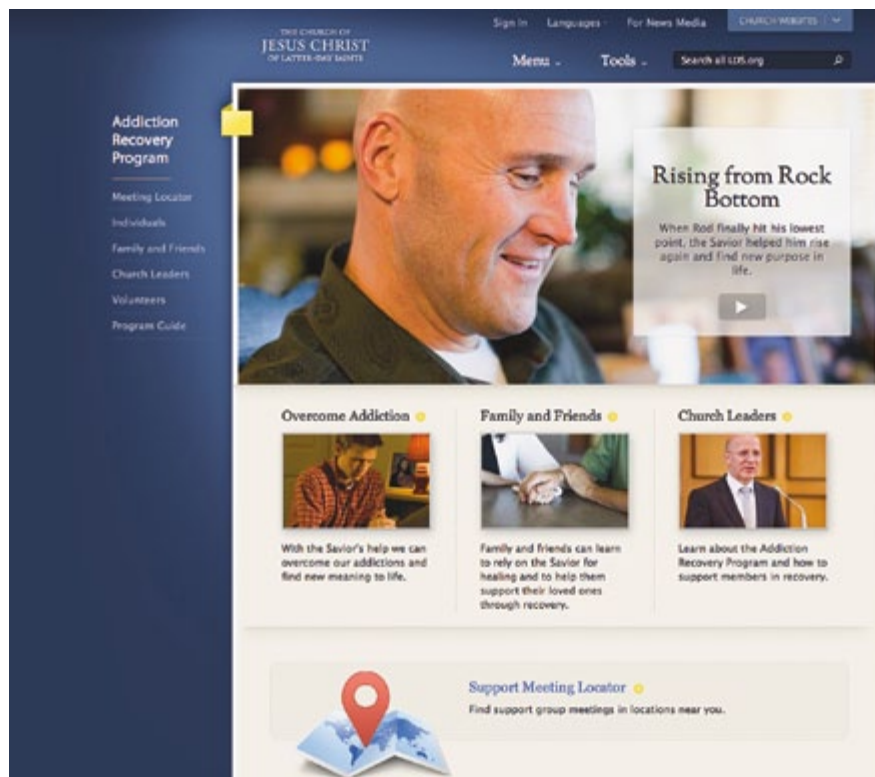 Sign In Languages For News Media CHURCH WEBSITES
THE CHURCH OF
JESUS CHRIST
OF LATTER-DAY SAINTS
Menu Tools Search all LDS.org
Addiction
Recovery
Program
Meeting Locator
Individuals
Family and Friends
Church Leaders
Volunteers
Program Guide
Rising from Rock
Bottom
When Rod finally hit his lowest
point, the Savior helped him rise
again and find new purpose in
life.
Overcome Addiction
With the Savior's help we can
overcome our addictions and
find new meaning to life.
Family and Friends
Family and friends can learn
to rely on the Savior for
healing and to help them
support their loved ones
through recovery.
Church Leaders
Learn about the Addiction
Recovery Program and how to
support members in recovery.
Support Meeting Locator
Find support group meetings in locations near you.